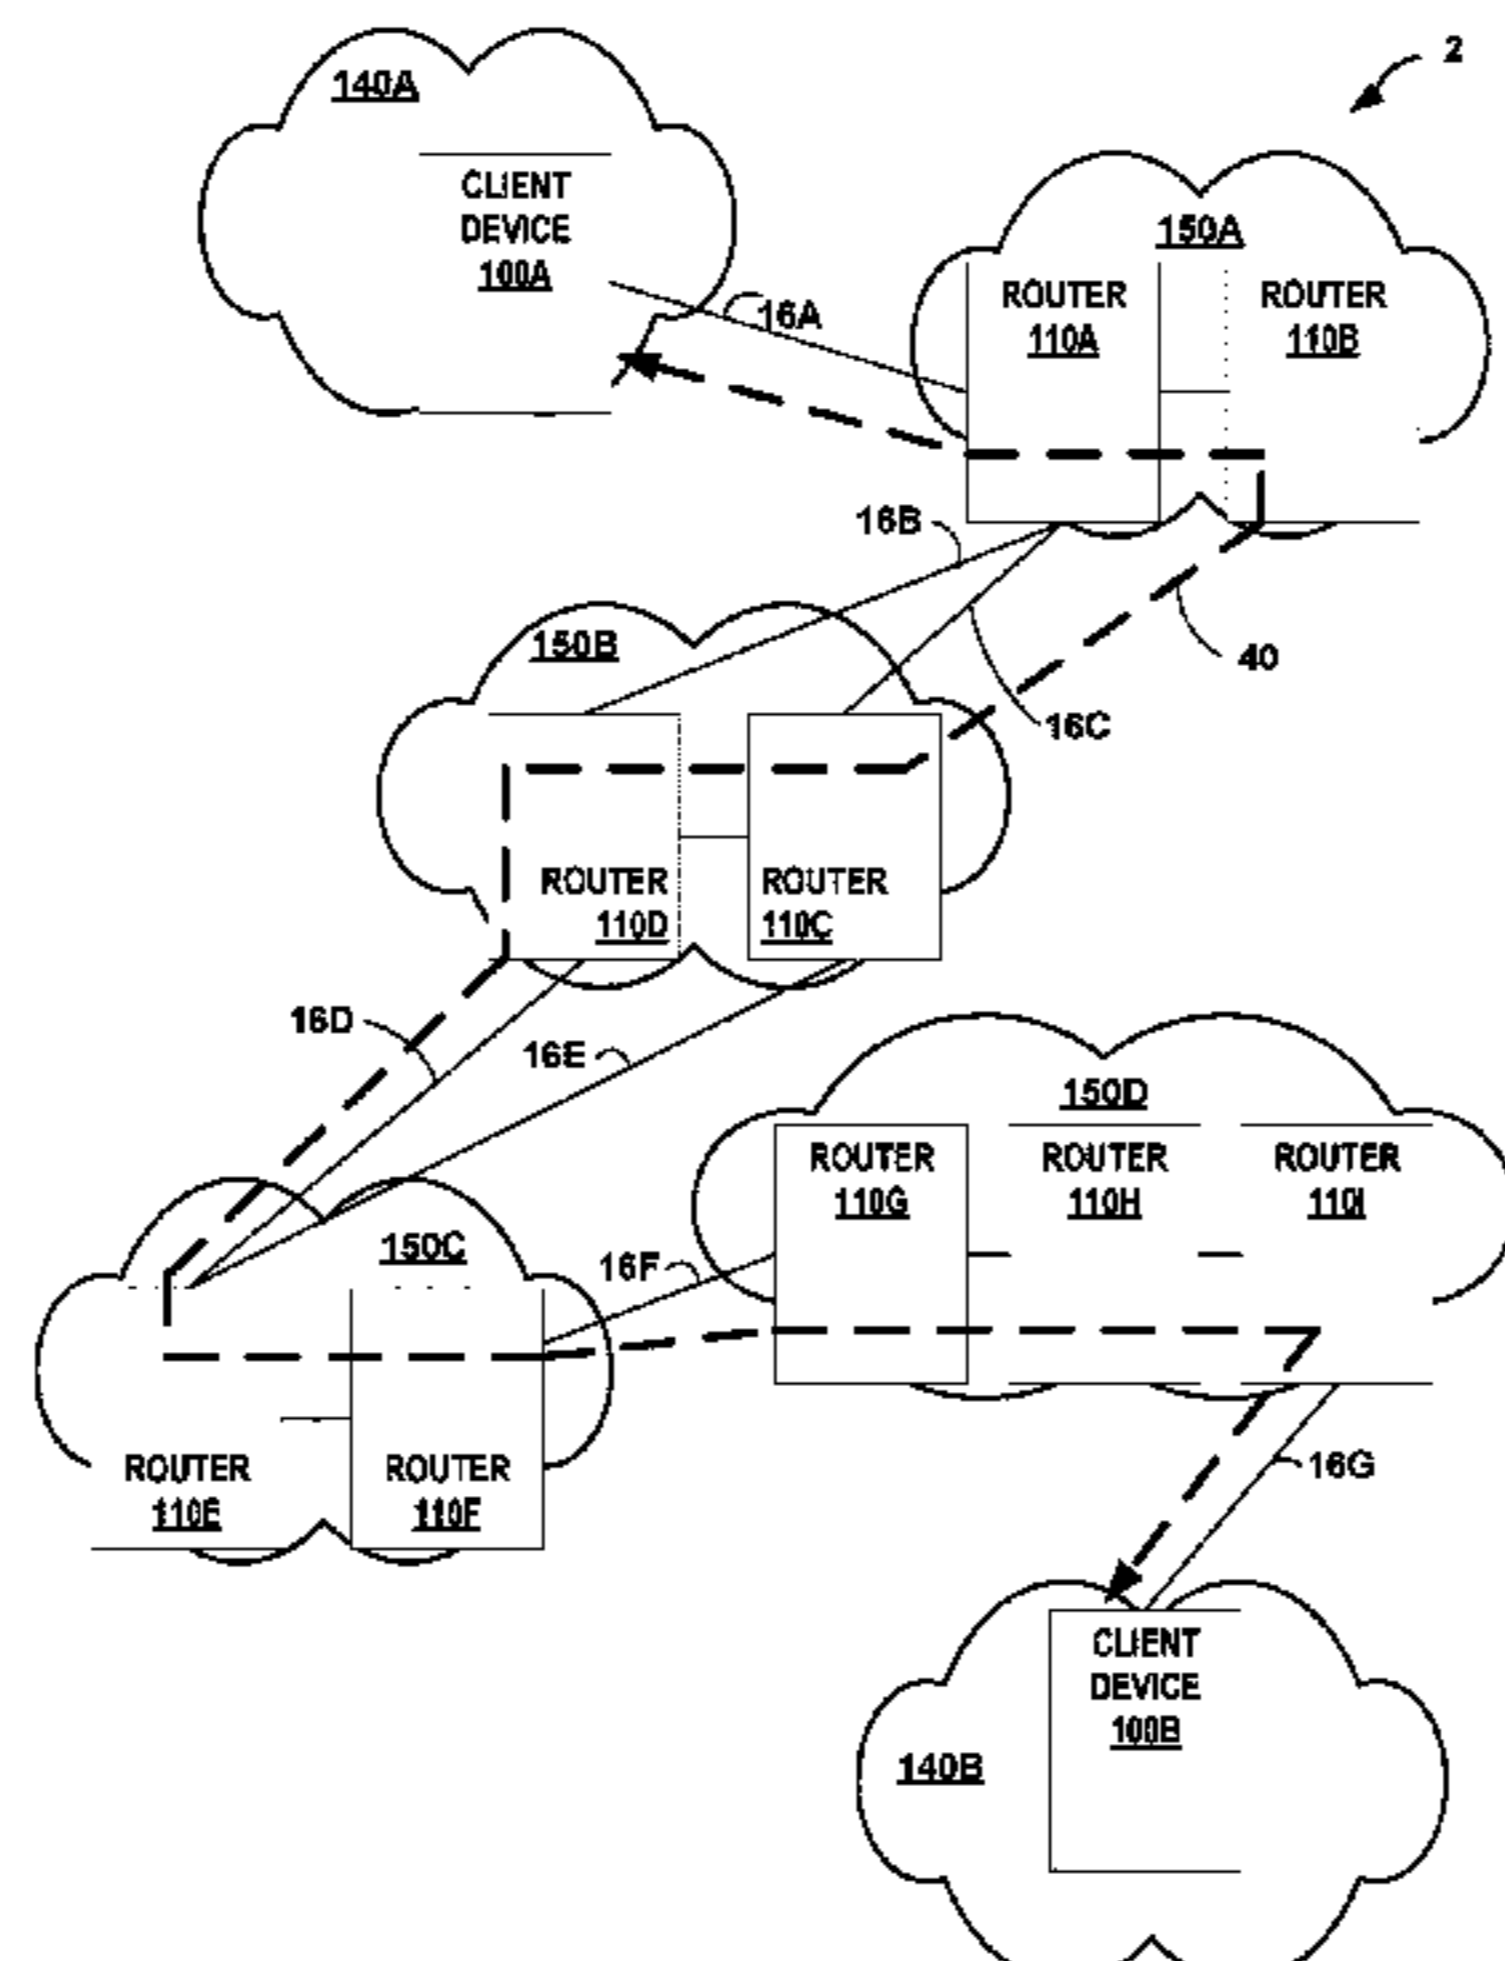 2
140A
CLIENT
DEVICE
100A
16A
150A
ROUTER
110A
ROUTER
110B
16B
40
16C
150B
ROUTER
110D
ROUTER
110C
16D
16E
150D
ROUTER
110G
ROUTER
110H
ROUTER
110I
150C
16F
ROUTER
110E
ROUTER
110F
16G
CLIENT
DEVICE
100B
140B